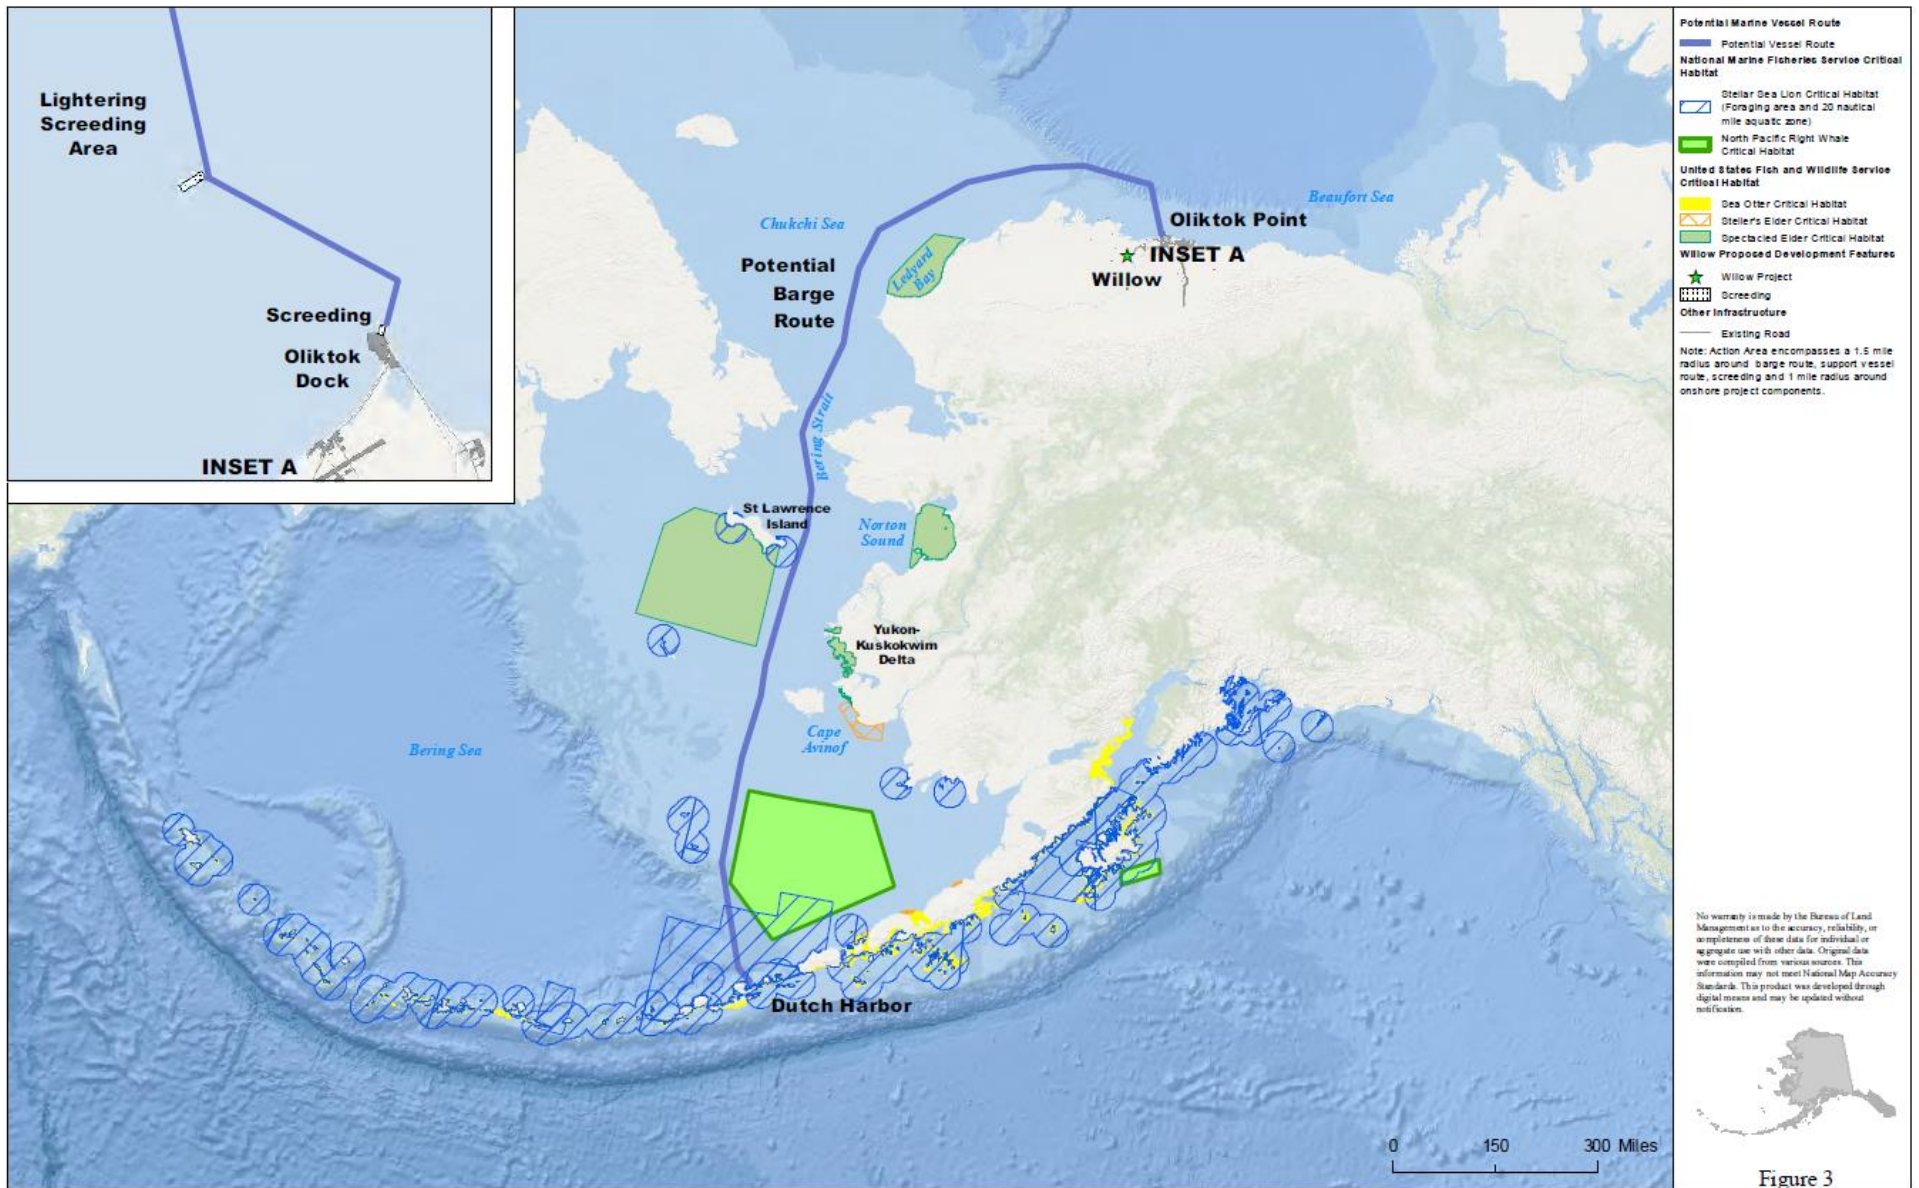 Lightering
Screeding
Area
Screeding
Oliktok
Dock
INSET A
Chukchi Sea
Beaufort Sea
Oliktok Point
INSET A
Willow
Ledyard
Bay
Potential
Barge
Route
Bering Strait
St Lawrence
Island
Norton
Sound
Yukon-
Kuskokwim
Delta
Cape
Avinof
Bering Sea
Dutch Harbor
0 150 300 Miles
Potential Marine Vessel Route
Potential Vessel Route
National Marine Fisheries Service Critical
Habitat
Stellar Sea Lion Critical Habitat
(Foraging area and 20 nautical
mile aquatic zone)
North Pacific Right Whale
Critical Habitat
United States Fish and Wildlife Service
Critical Habitat
Sea Otter Critical Habitat
Steller's Eider Critical Habitat
Spectacled Eider Critical Habitat
Willow Proposed Development Features
Willow Project
Screeding
Other Infrastructure
Existing Road
Note: Action Area encompasses a 1.5 mile
radius around barge route, support vessel
route, screeding and 1 mile radius around
onshore project components.
No warranty is made by the Bureau of Land
Management as to the accuracy, reliability, or
completeness of these data for individual or
aggregate use with other data. Original data
were compiled from various sources. This
information may not meet National Map Accuracy
Standards. This product was developed through
digital means and may be updated without
notification.
Figure 3